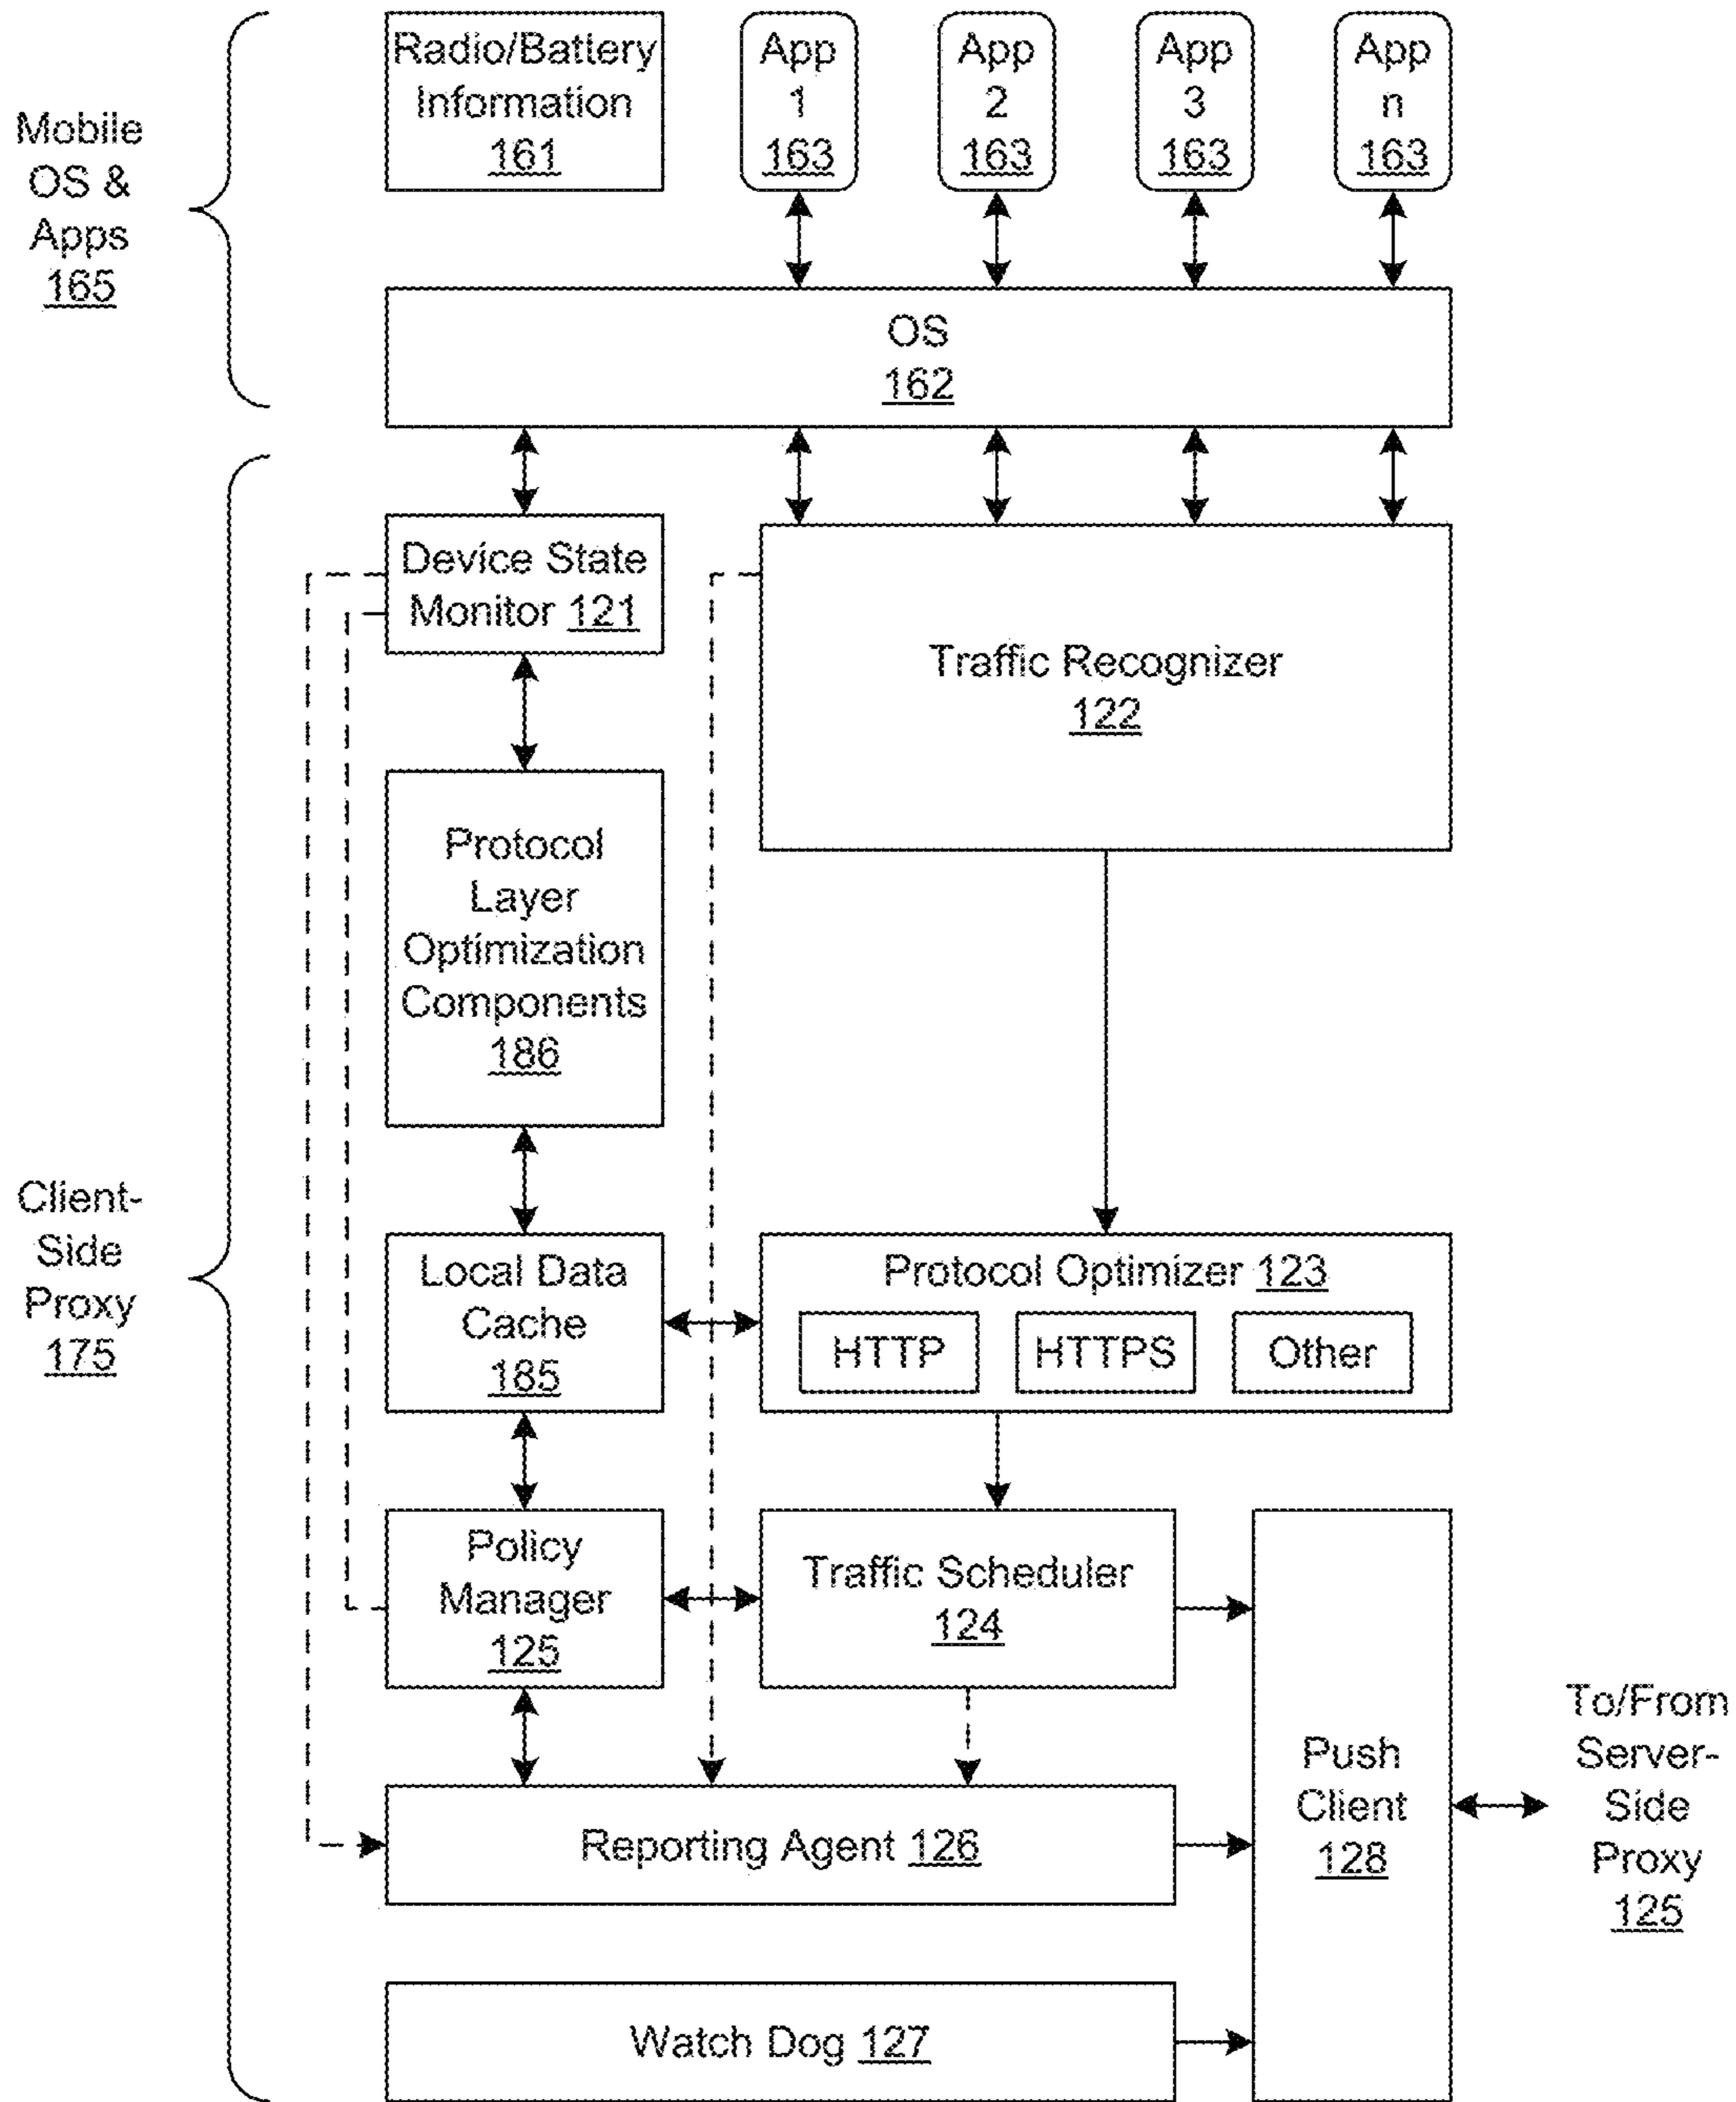 Mobile
OS &
Apps
165
Radio/Battery
Information
161
App
1
163
App
2
163
App
3
163
App
n
163
OS
162
Client-
Side
Proxy
175
Device State
Monitor 121
Traffic Recognizer
122
Protocol
Layer
Optimization
Components
186
Local Data
Cache
185
Protocol Optimizer 123
HTTP
HTTPS
Other
Policy
Manager
125
Traffic Scheduler
124
Reporting Agent 126
Watch Dog 127
Push
Client
128
To/From
Server-
Side
Proxy
125